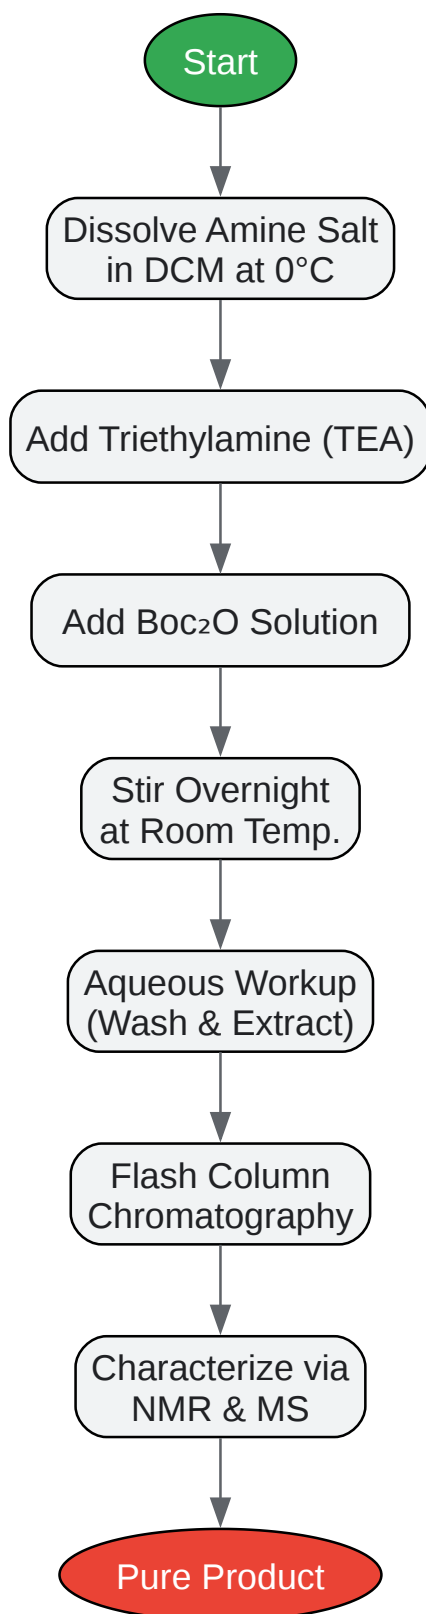 Start
Dissolve Amine Salt
in DCM at 0°C
Add Triethylamine (TEA)
Add Boc₂O Solution
Stir Overnight
at Room Temp.
Aqueous Workup
(Wash & Extract)
Flash Column
Chromatography
Characterize via
NMR & MS
Pure Product